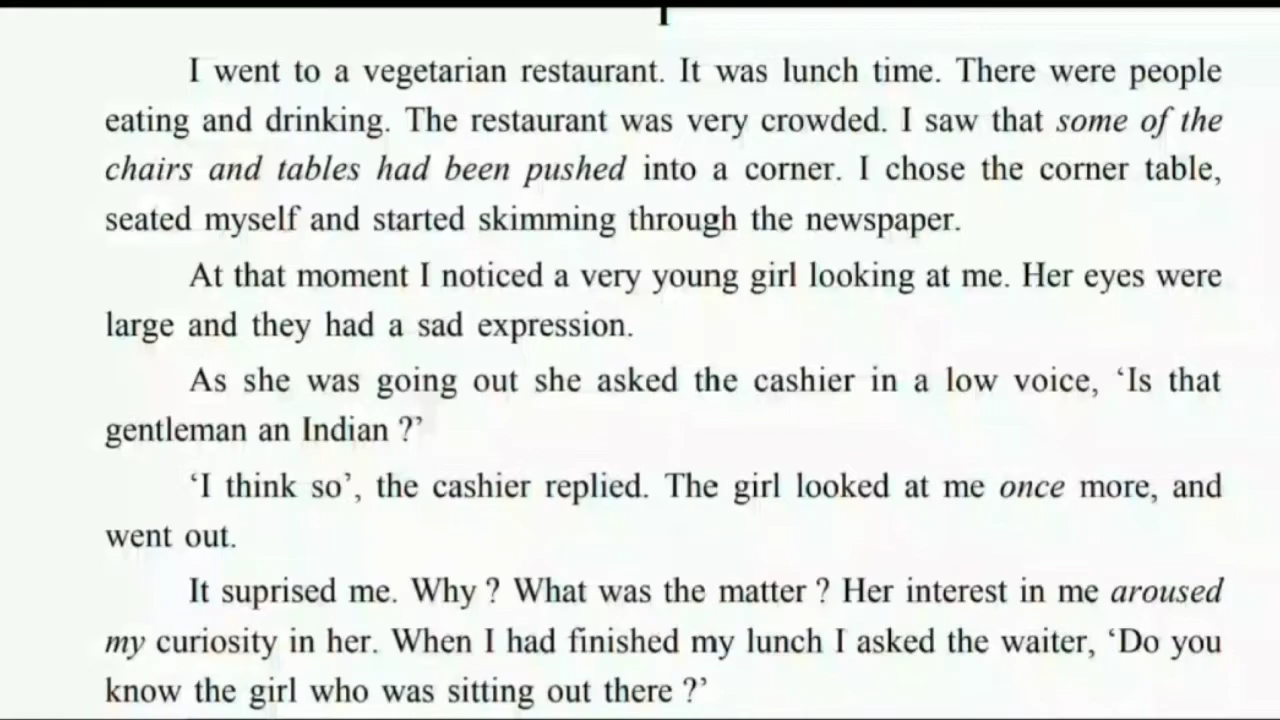 I
I went to a vegetarian restaurant. It was lunch time. There were people
eating and drinking. The restaurant was very crowded. I saw that some of the
chairs and tables had been pushed into a corner. I chose the corner table,
seated myself and started skimming through the newspaper.
At that moment I noticed a very young girl looking at me. Her eyes were
large and they had a sad expression.
As she was going out she asked the cashier in a low voice, ‘Is that
gentleman an Indian ?’
‘I think so’, the cashier replied. The girl looked at me once more, and
went out.
It suprised me. Why ? What was the matter ? Her interest in me aroused
my curiosity in her. When I had finished my lunch I asked the waiter, ‘Do you
know the girl who was sitting out there ?’